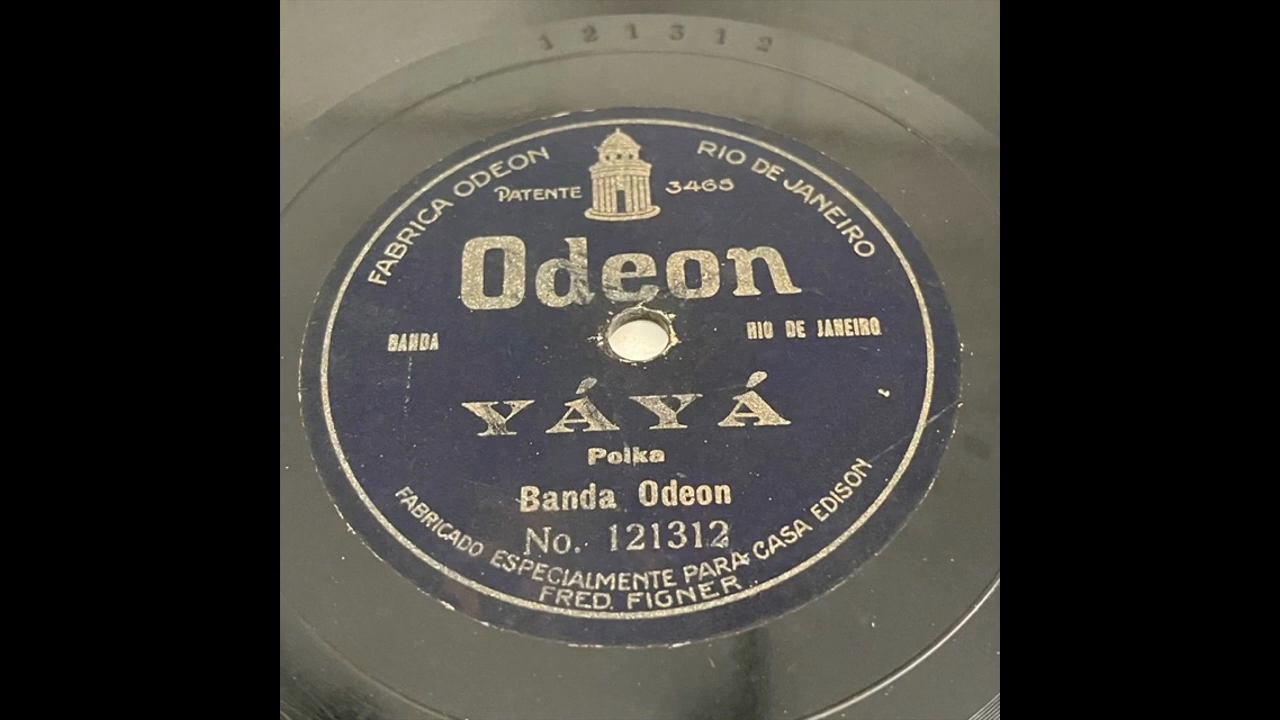 121312
FABRICA ODEON RIO DE JANEIRO
PATENTE 3465
Odeon
BANDA RIO DE JANEIRO
YÁYÁ
Polka
Banda Odeon
No. 121312
FABRICADO ESPECIALMENTE PARA CASA EDISON
FRED. FIGNER